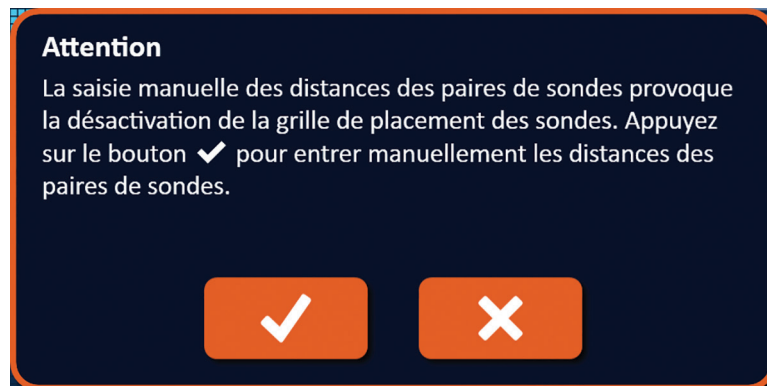 Attention
La saisie manuelle des distances des paires de sondes provoque
la désactivation de la grille de placement des sondes. Appuyez
sur le bouton ✔ pour entrer manuellement les distances des
paires de sondes.